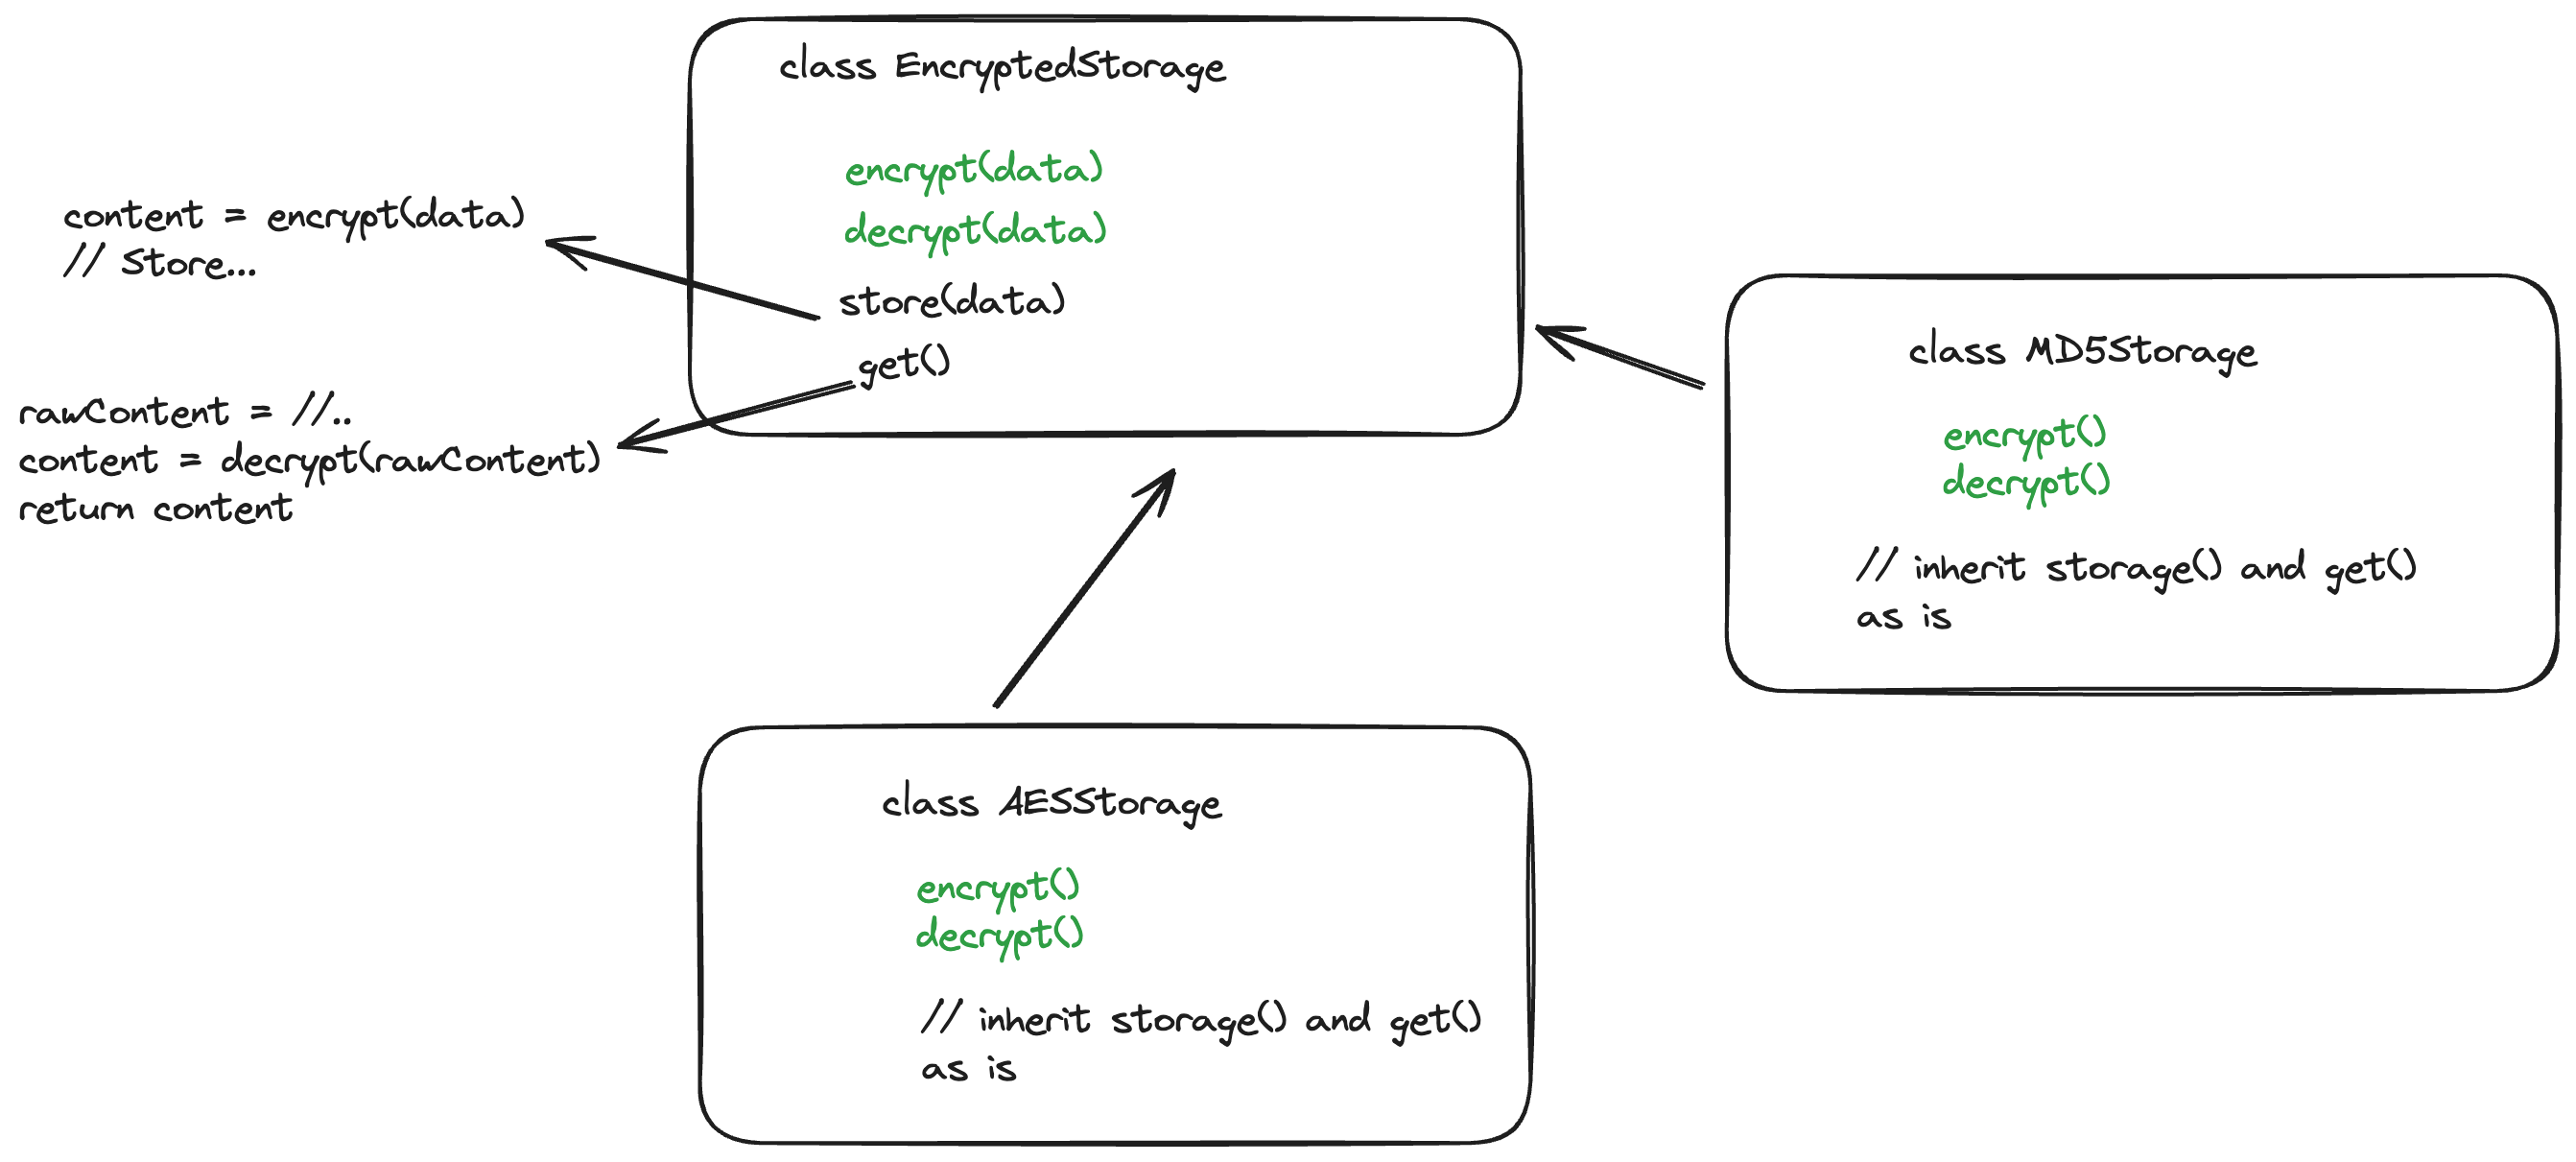 class EncryptedStorage
encrypt(data)
decrypt(data)
store(data)
get()
content = encrypt(data)
// Store...
rawContent = //..
content = decrypt(rawContent)
return content
class MD5Storage
encrypt()
decrypt()
// inherit storage() and get()
as is
class AESStorage
encrypt()
decrypt()
// inherit storage() and get()
as is